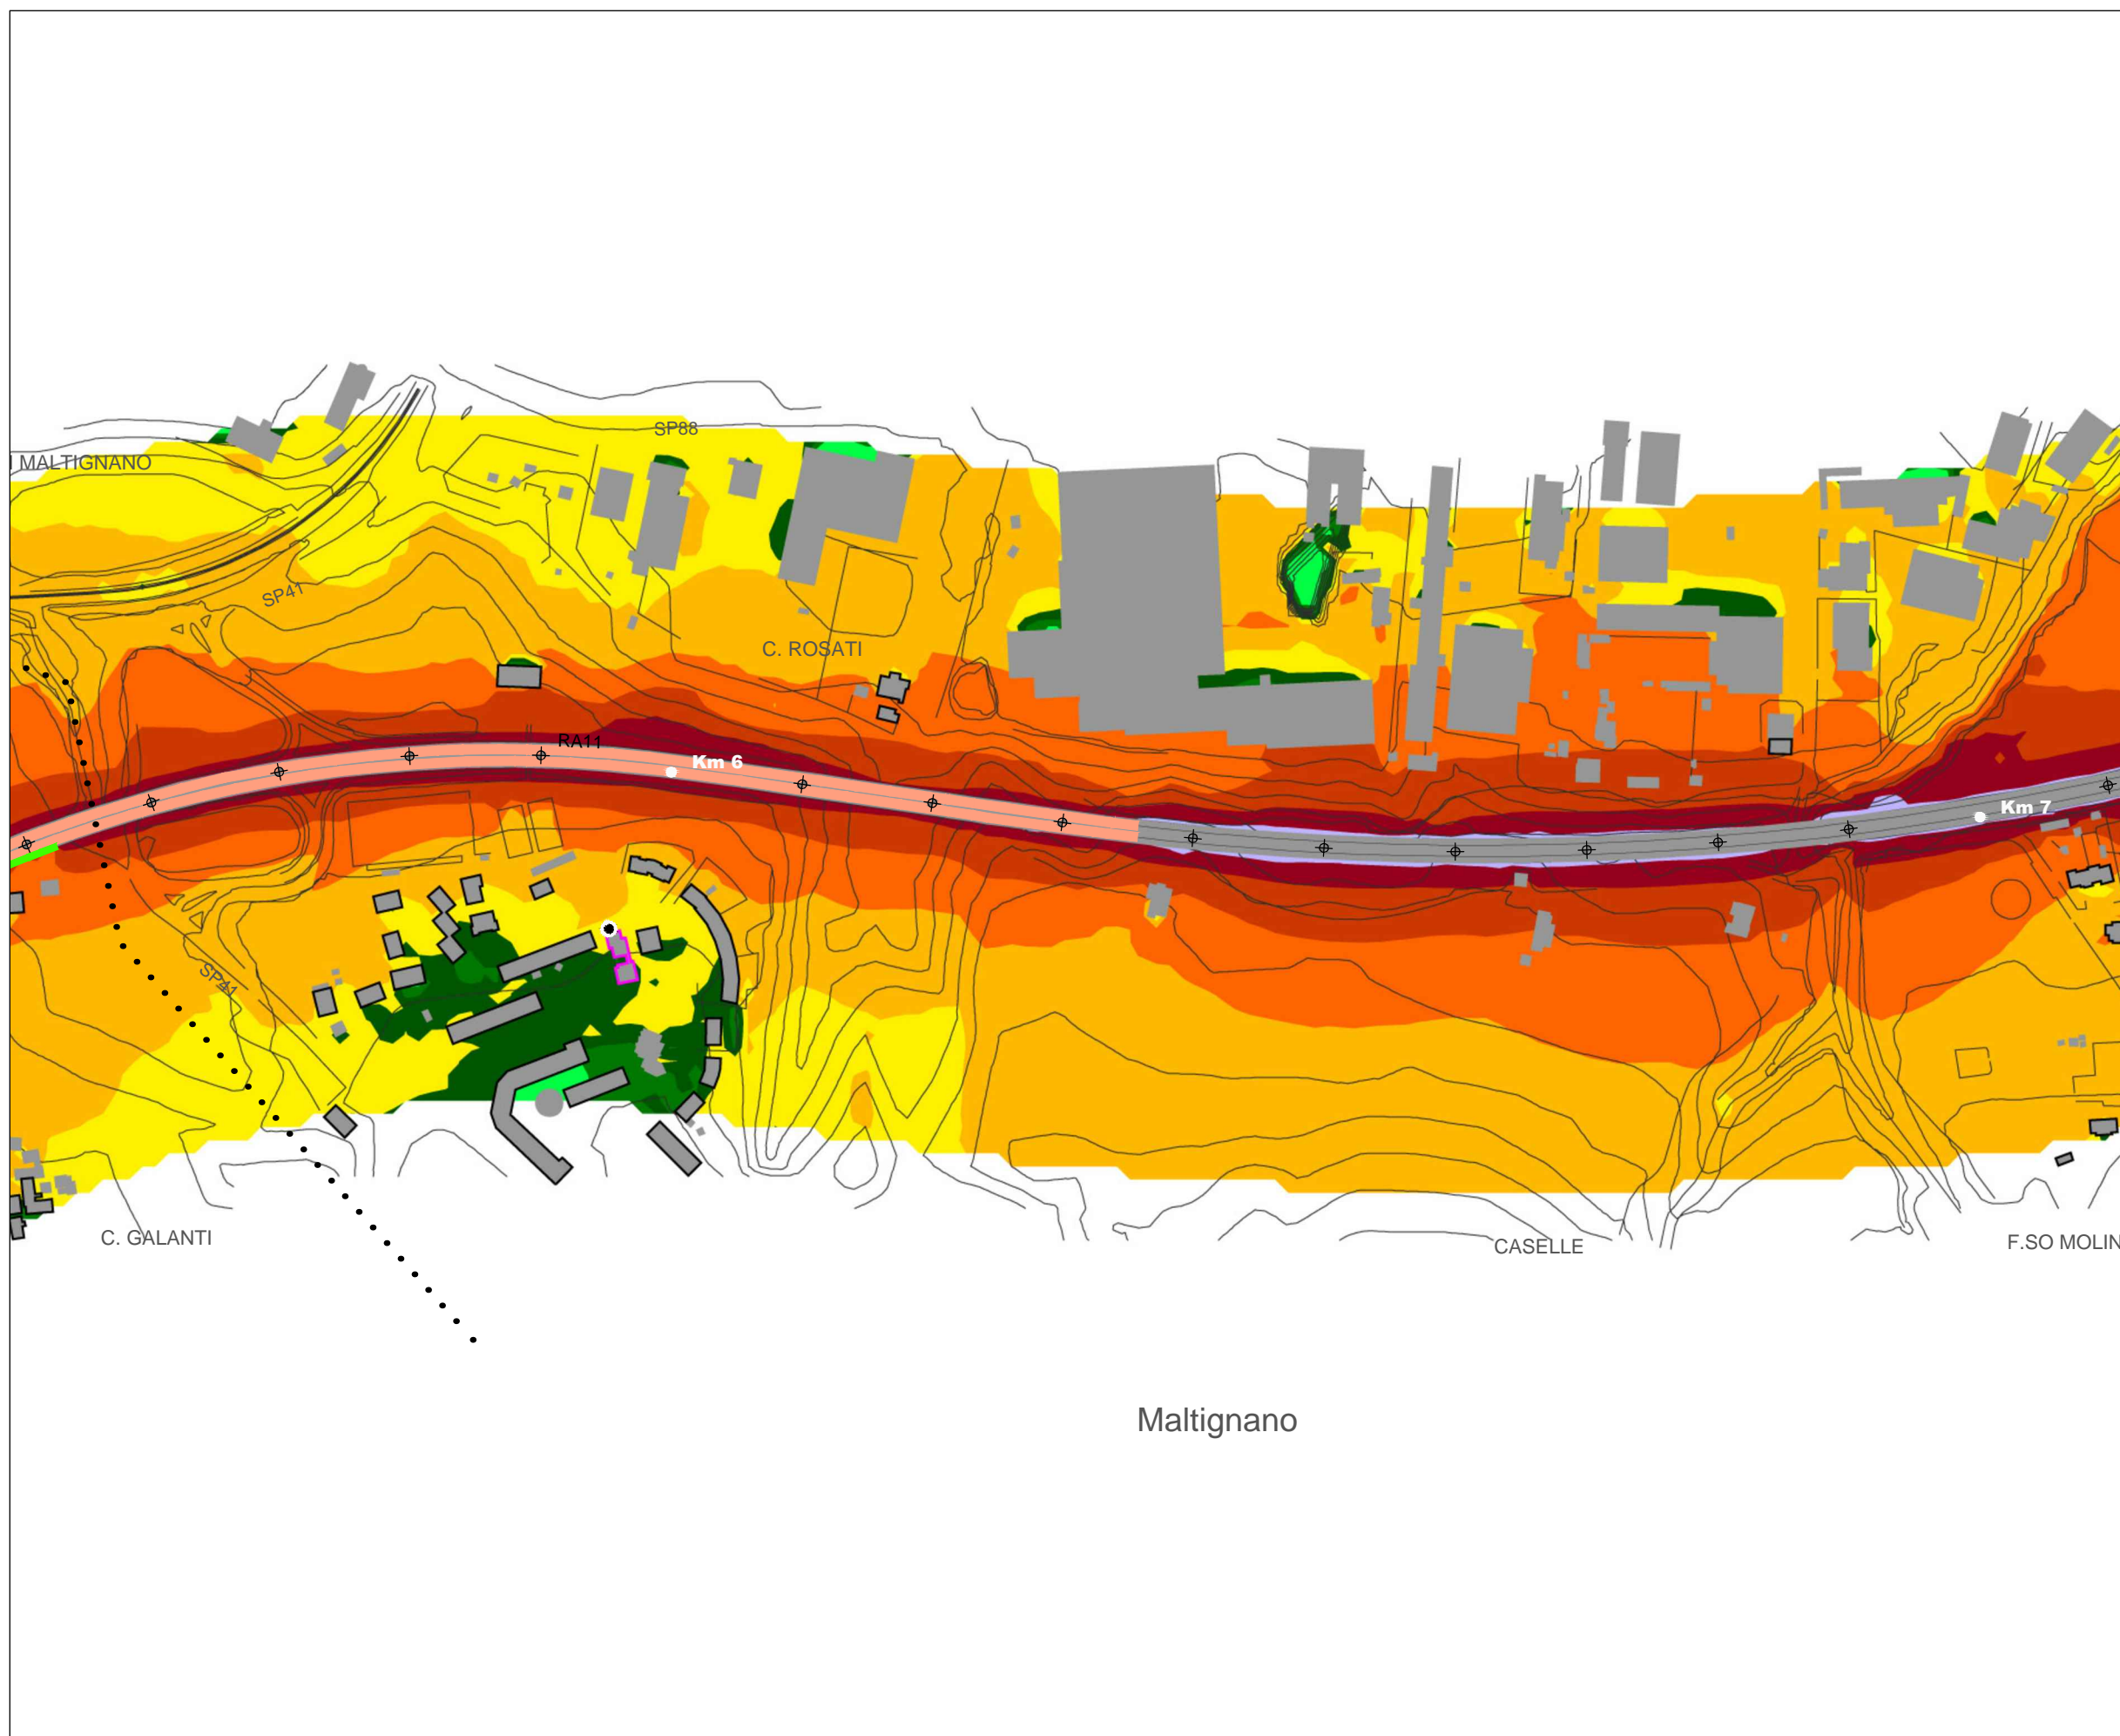 SP88
I MALTIGNANO
SP41
C. ROSATI
RA11
Km 6
Km 7
SP41
C. GALANTI
CASELLE
F.SO MOLIN
Maltignano